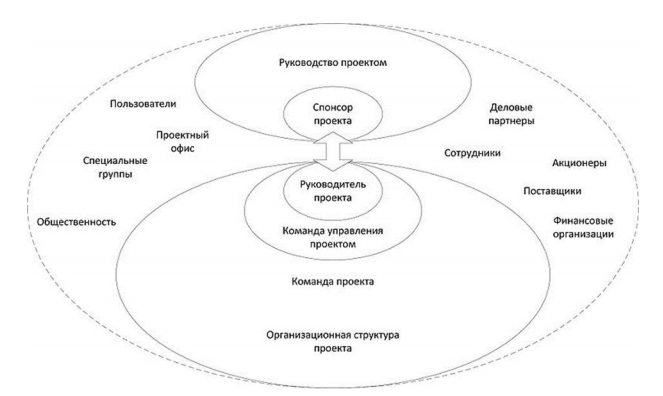 Руководство проектом
Спонсор
проекта
Пользователи
Проектный
офис
Специальные
группы
Общественность
Деловые
партнеры
Сотрудники
Акционеры
Поставщики
Финансовые
организации
Руководитель
проекта
Команда управления
проектом
Команда проекта
Организационная структура
проекта